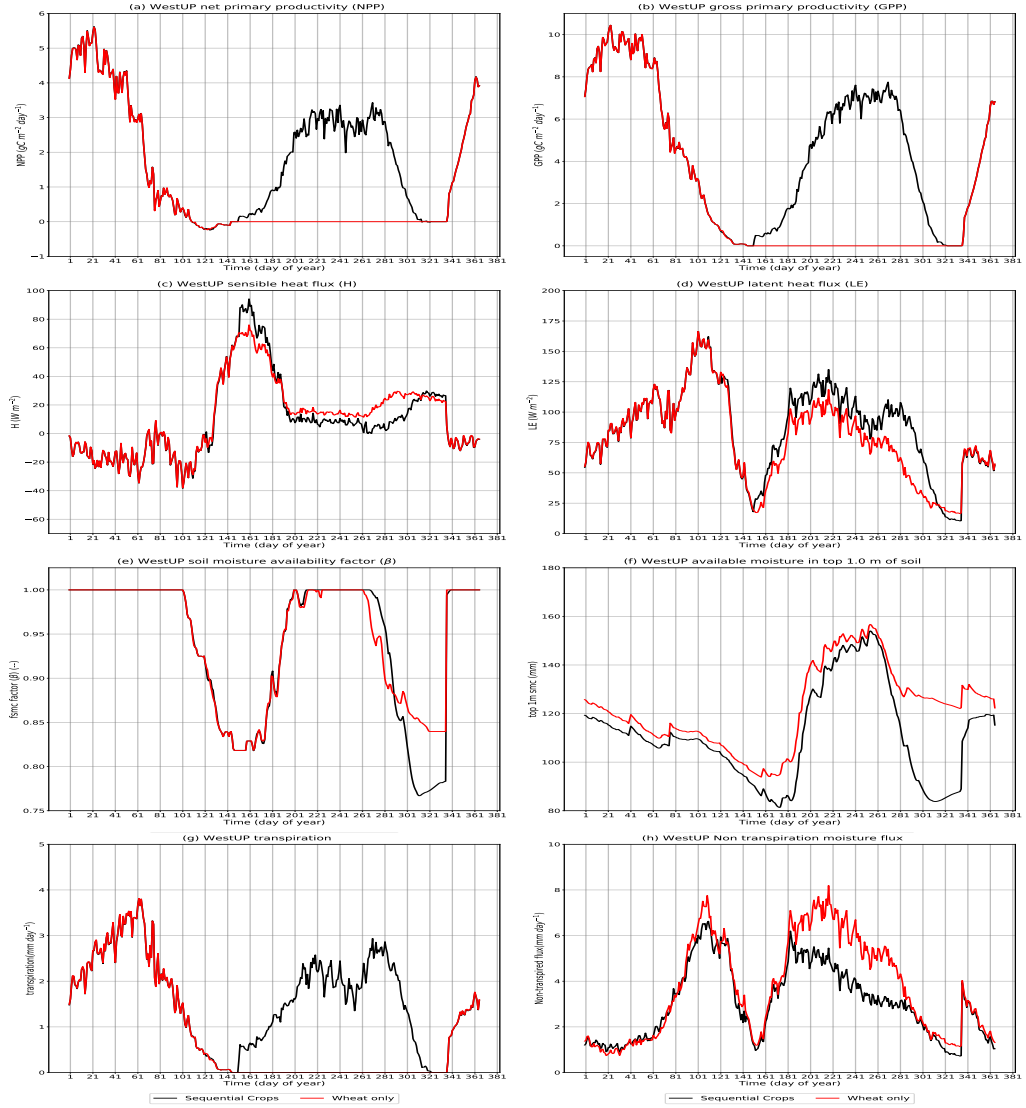 (a) WestUP net primary productivity (NPP)
NPP (gC m⁻² day⁻¹)
6
5
4
3
2
1
0
−1
1 21 41 61 81 101 121 141 161 181 201 221 241 261 281 301 321 341 361 381
Time (day of year)
(b) WestUP gross primary productivity (GPP)
GPP (gC m⁻² day⁻¹)
10
8
6
4
2
0
1 21 41 61 81 101 121 141 161 181 201 221 241 261 281 301 321 341 361 381
Time (day of year)
(c) WestUP sensible heat flux (H)
H (W m⁻²)
100
80
60
40
20
0
−20
−40
−60
1 21 41 61 81 101 121 141 161 181 201 221 241 261 281 301 321 341 361 381
Time (day of year)
(d) WestUP latent heat flux (LE)
LE (W m⁻²)
200
175
150
125
100
75
50
25
0
1 21 41 61 81 101 121 141 161 181 201 221 241 261 281 301 321 341 361 381
Time (day of year)
(e) WestUP soil moisture availability factor (β)
fsmc factor (β) (-)
1.00
0.95
0.90
0.85
0.80
0.75
1 21 41 61 81 101 121 141 161 181 201 221 241 261 281 301 321 341 361 381
Time (day of year)
(f) WestUP available moisture in top 1.0 m of soil
top 1m smc (mm)
180
160
140
120
100
80
1 21 41 61 81 101 121 141 161 181 201 221 241 261 281 301 321 341 361 381
Time (day of year)
(g) WestUP transpiration
transpiration(mm day⁻¹)
5
4
3
2
1
0
1 21 41 61 81 101 121 141 161 181 201 221 241 261 281 301 321 341 361 381
Time (day of year)
(h) WestUP Non transpiration moisture flux
Non-transpired flux(mm day⁻¹)
10
8
6
4
2
0
1 21 41 61 81 101 121 141 161 181 201 221 241 261 281 301 321 341 361 381
Time (day of year)
Sequential Crops Wheat only
Sequential Crops Wheat only